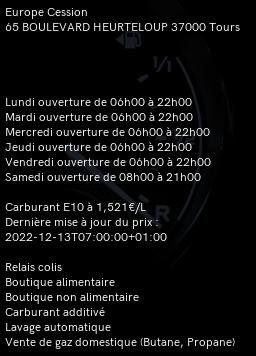 Europe Cession
65 BOULEVARD HEURTELOUP 37000 Tours
1/1
Lundi ouverture de 06h00 à 22h00
Mardi ouverture de 06h00 à 22h00
Mercredi ouverture de 06h00 à 22h00
Jeudi ouverture de 06h00 à 22h00
Vendredi ouverture de 06h00 à 22h00
Samedi ouverture de 08h00 à 21h00
Carburant E10 à 1,521€/L
R
Dernière mise à jour du prix :
2022-12-13T07:00:00+01:00
Relais colis
Boutique alimentaire
Boutique non alimentaire
Carburant additivé
Lavage automatique
Vente de gaz domestique (Butane, Propane)